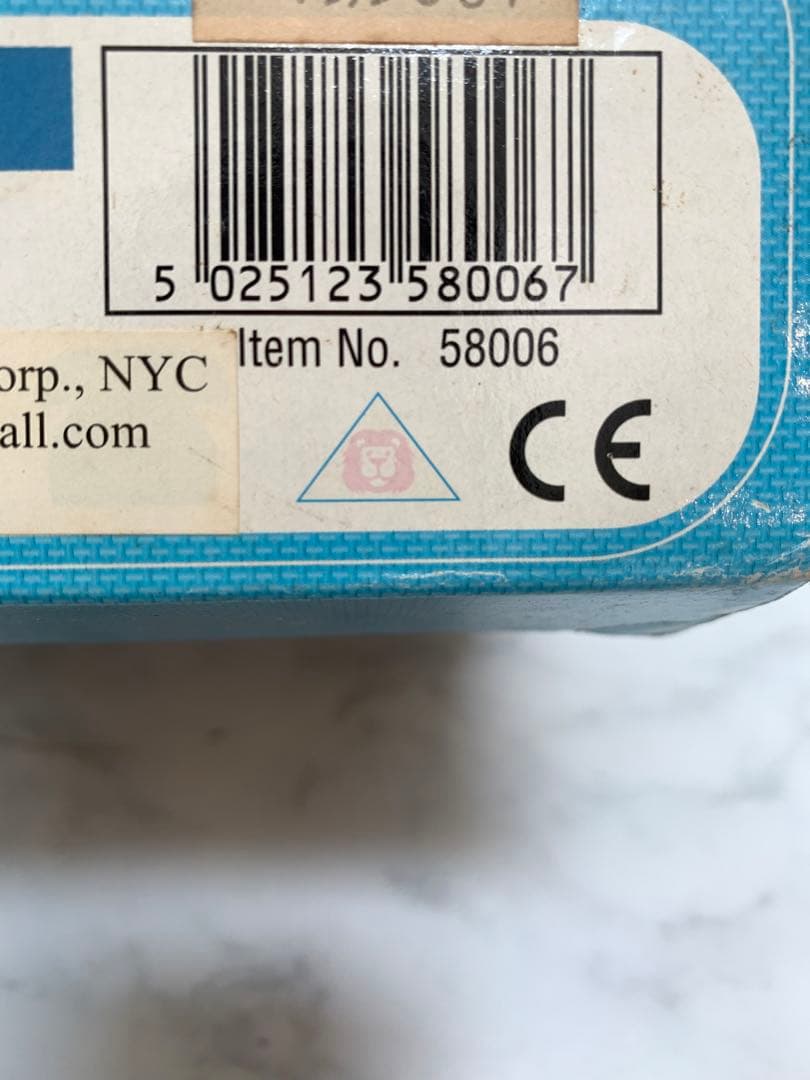 5 025123 580067
Item No. 58006
orp., NYC
all.com
CE